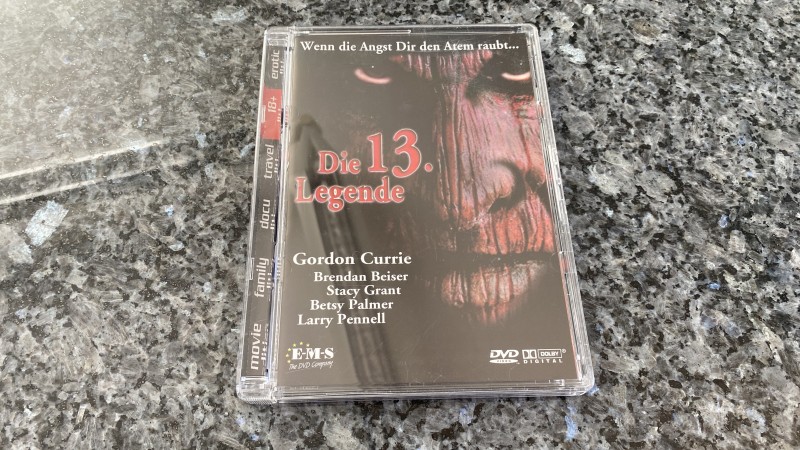 Wenn die Angst Dir den Atem raubt...
Die 13.
Legende
Gordon Currie
Brendan Beiser
Stacy Grant
Betsy Palmer
Larry Pennell
E·M·S
The DVD Company
DVD
VIDEO
DOLBY
DIGITAL
erotic
18+
travel
docu
family
movie